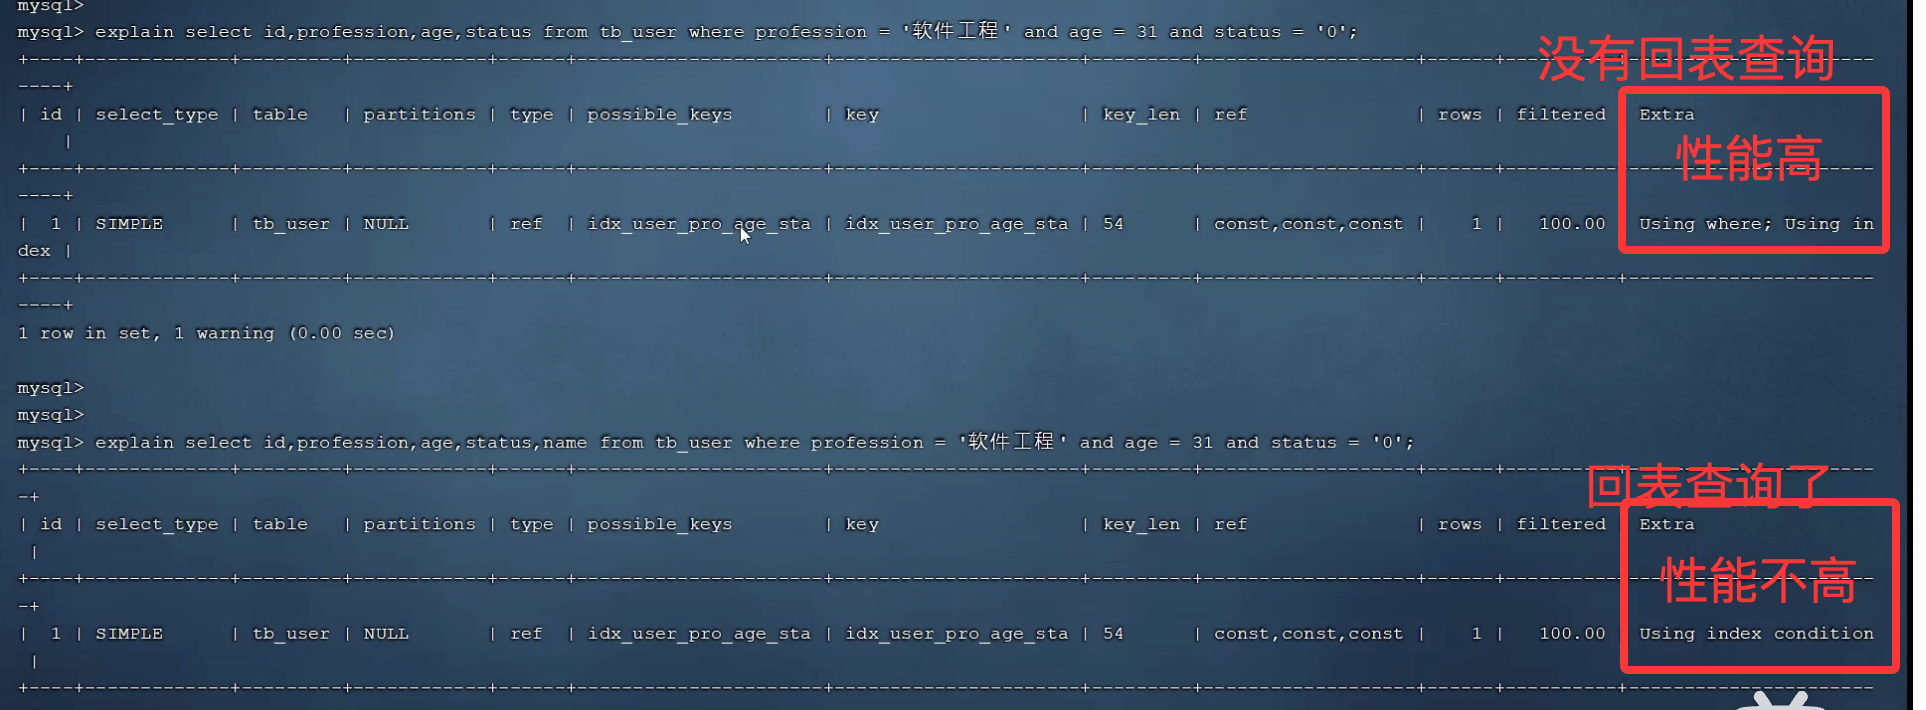 mysql>
mysql> explain select id,profession,age,status from tb_user where profession = '软件工程' and age = 31 and status = '0';
没有回表查询
+----+-------------+---------+------------+------+----------------------+----------------------+---------+-------------------+------+----------+----------------------
----+
| id | select_type | table   | partitions | type | possible_keys        | key                  | key_len | ref               | rows | filtered | Extra
    |
性能高
+----+-------------+---------+------------+------+----------------------+----------------------+---------+-------------------+------+----------+----------------------
----+
|  1 | SIMPLE      | tb_user | NULL       | ref  | idx_user_pro_age_sta | idx_user_pro_age_sta | 54      | const,const,const |    1 |   100.00 | Using where; Using in
dex |
+----+-------------+---------+------------+------+----------------------+----------------------+---------+-------------------+------+----------+----------------------
----+
1 row in set, 1 warning (0.00 sec)
mysql>
mysql>
mysql> explain select id,profession,age,status,name from tb_user where profession = '软件工程' and age = 31 and status = '0';
回表查询了
+----+-------------+---------+------------+------+----------------------+----------------------+---------+-------------------+------+----------+----------------------
-+
| id | select_type | table   | partitions | type | possible_keys        | key                  | key_len | ref               | rows | filtered | Extra
 |
性能不高
+----+-------------+---------+------------+------+----------------------+----------------------+---------+-------------------+------+----------+----------------------
-+
|  1 | SIMPLE      | tb_user | NULL       | ref  | idx_user_pro_age_sta | idx_user_pro_age_sta | 54      | const,const,const |    1 |   100.00 | Using index condition
 |
+----+-------------+---------+------------+------+----------------------+----------------------+---------+-------------------+------+----------+----------------------